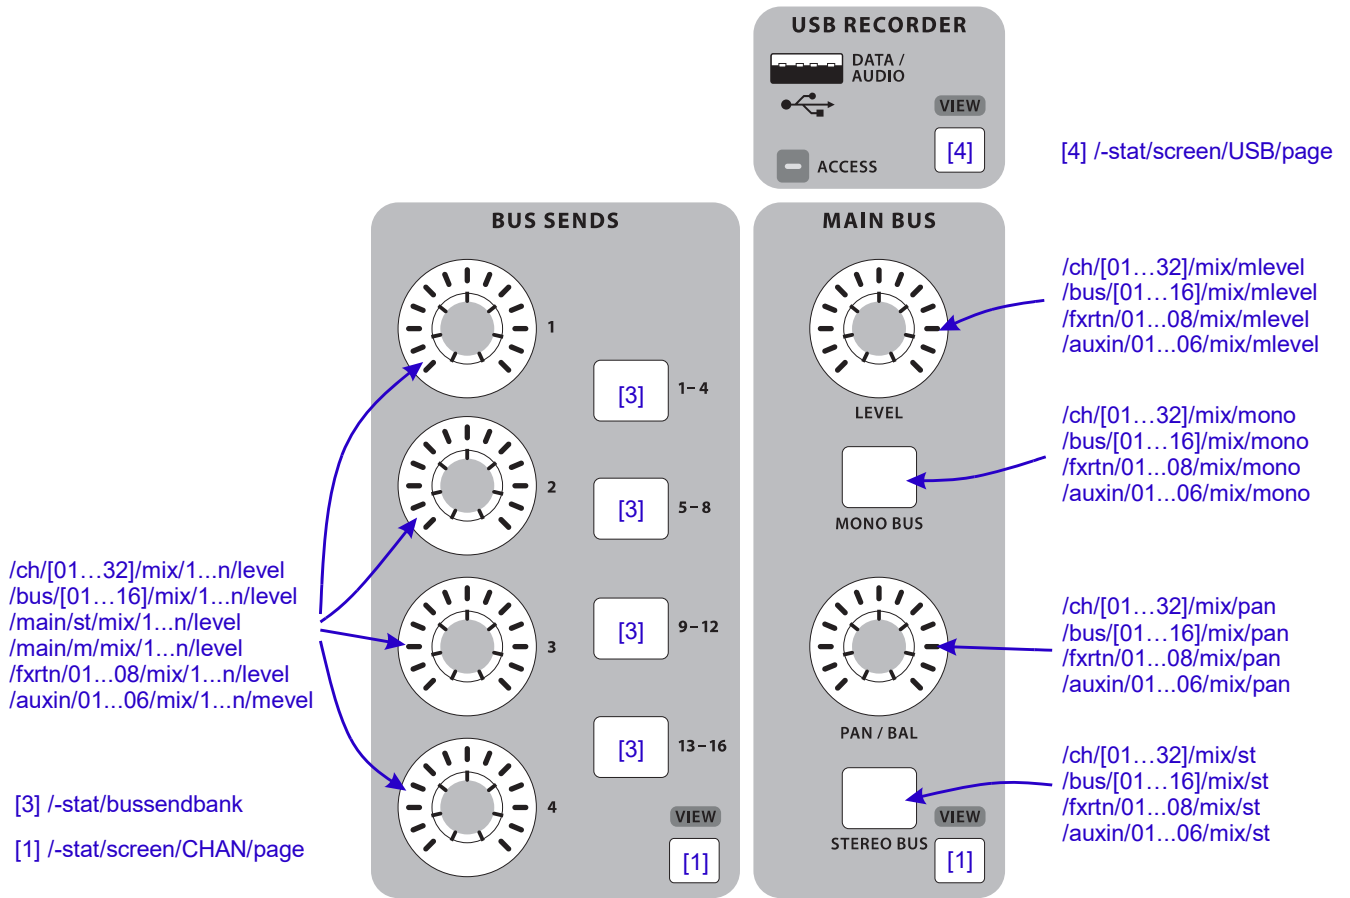 USB RECORDER
DATA /
AUDIO
VIEW
[4]
ACCESS
[4] /-stat/screen/USB/page
BUS SENDS
1
[3]
1-4
2
[3]
5-8
3
[3]
9-12
[3]
13-16
4
VIEW
[1]
/ch/[01…32]/mix/1...n/level
/bus/[01…16]/mix/1...n/level
/main/st/mix/1...n/level
/main/m/mix/1...n/level
/fxrtn/01...08/mix/1...n/level
/auxin/01...06/mix/1...n/mevel
[3] /-stat/bussendbank
[1] /-stat/screen/CHAN/page
MAIN BUS
LEVEL
MONO BUS
PAN / BAL
STEREO BUS
VIEW
[1]
/ch/[01…32]/mix/mlevel
/bus/[01…16]/mix/mlevel
/fxrtn/01...08/mix/mlevel
/auxin/01...06/mix/mlevel
/ch/[01…32]/mix/mono
/bus/[01…16]/mix/mono
/fxrtn/01...08/mix/mono
/auxin/01...06/mix/mono
/ch/[01…32]/mix/pan
/bus/[01…16]/mix/pan
/fxrtn/01...08/mix/pan
/auxin/01...06/mix/pan
/ch/[01…32]/mix/st
/bus/[01…16]/mix/st
/fxrtn/01...08/mix/st
/auxin/01...06/mix/st